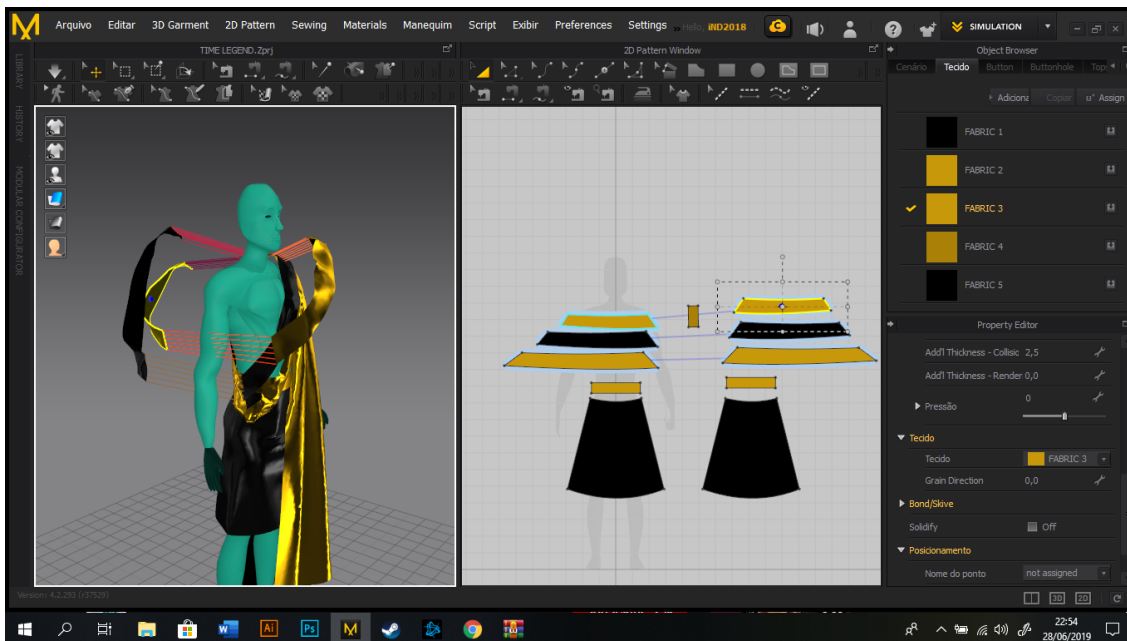 Arquivo Editar 3D Garment 2D Pattern Sewing Materials Manequim Script Exibir Preferences Settings Helo, IND2018 SIMULATION
TIME LEGEND.Zprj
2D Pattern Window
Object Browser
LIBRARY
HISTORY
MODULAR CONFIGURATOR
Cenário Tecido Button Buttonhole Top:
Adiciona Copiar Assign
FABRIC 1
FABRIC 2
FABRIC 3
FABRIC 4
FABRIC 5
Property Editor
Add'l Thickness - Collisic 2,5
Add'l Thickness - Render 0,0
Pressão 0
Tecido
Tecido FABRIC 3
Grain Direction 0,0
Bond/Skive
Solidify Off
Posicionamento
Nome do ponto not assigned
Version: 4.2.293 (r37529)
3D 2D
W Ai Ps M
22:54
28/06/2019